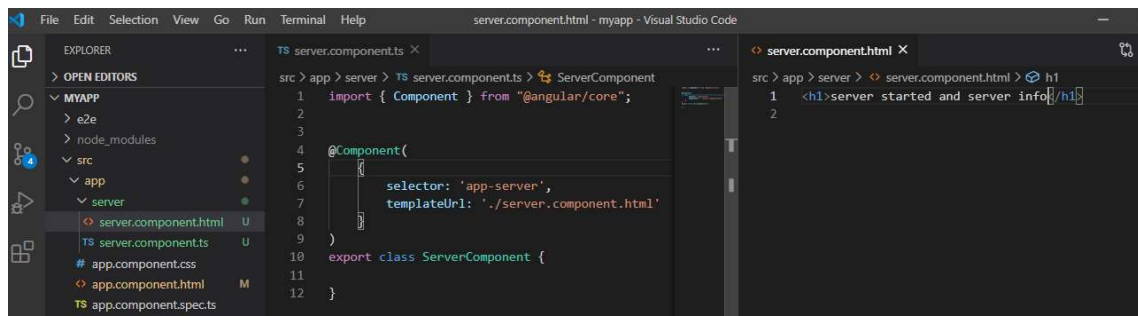 File Edit Selection View Go Run Terminal Help server.component.html - myapp - Visual Studio Code
EXPLORER
OPEN EDITORS
MYAPP
e2e
node_modules
src
app
server
server.component.html U
TS server.component.ts U
# app.component.css
app.component.html M
TS app.component.spec.ts
4
TS server.component.ts
src > app > server > TS server.component.ts > ServerComponent
1 import { Component } from "@angular/core";
2
3
4 @Component(
5 {
6 selector: 'app-server',
7 templateUrl: './server.component.html'
8 }
9 )
10 export class ServerComponent {
11
12 }
<> server.component.html
src > app > server > <> server.component.html > h1
1 <h1>server started and server info</h1>
2